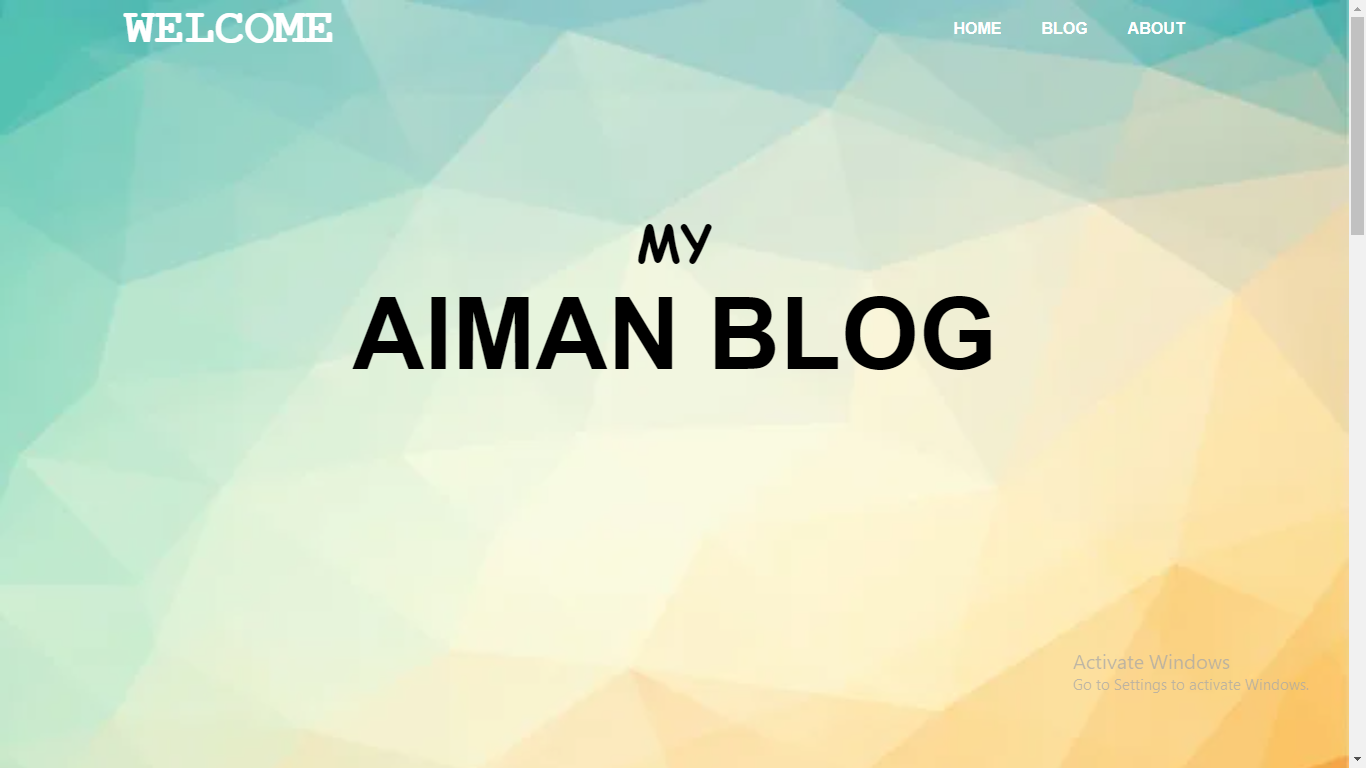 WELCOME
HOME BLOG ABOUT
MY
AIMAN BLOG
Activate Windows
Go to Settings to activate Windows.